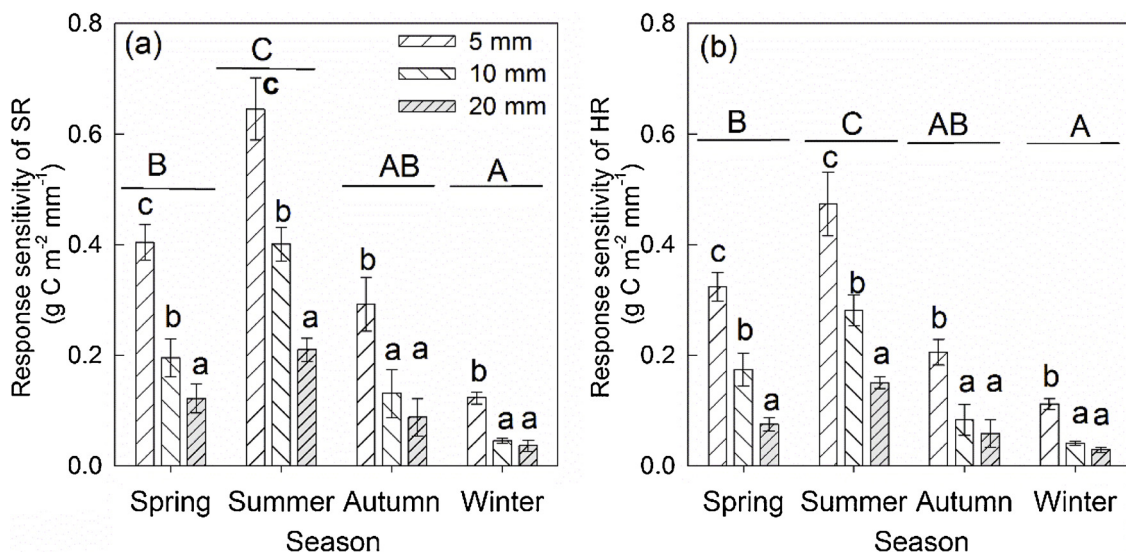 (a)
Response sensitivity of SR
(g C m⁻² mm⁻¹)
0.8
0.6
0.4
0.2
0.0
5 mm
10 mm
20 mm
B
C
AB
A
c
b
a
c
b
a
b
a
a
b
a
a
Spring
Summer
Autumn
Winter
Season
(b)
Response sensitivity of HR
(g C m⁻² mm⁻¹)
0.8
0.6
0.4
0.2
0.0
B
C
AB
A
c
b
a
c
b
a
b
a
a
b
a
a
Spring
Summer
Autumn
Winter
Season